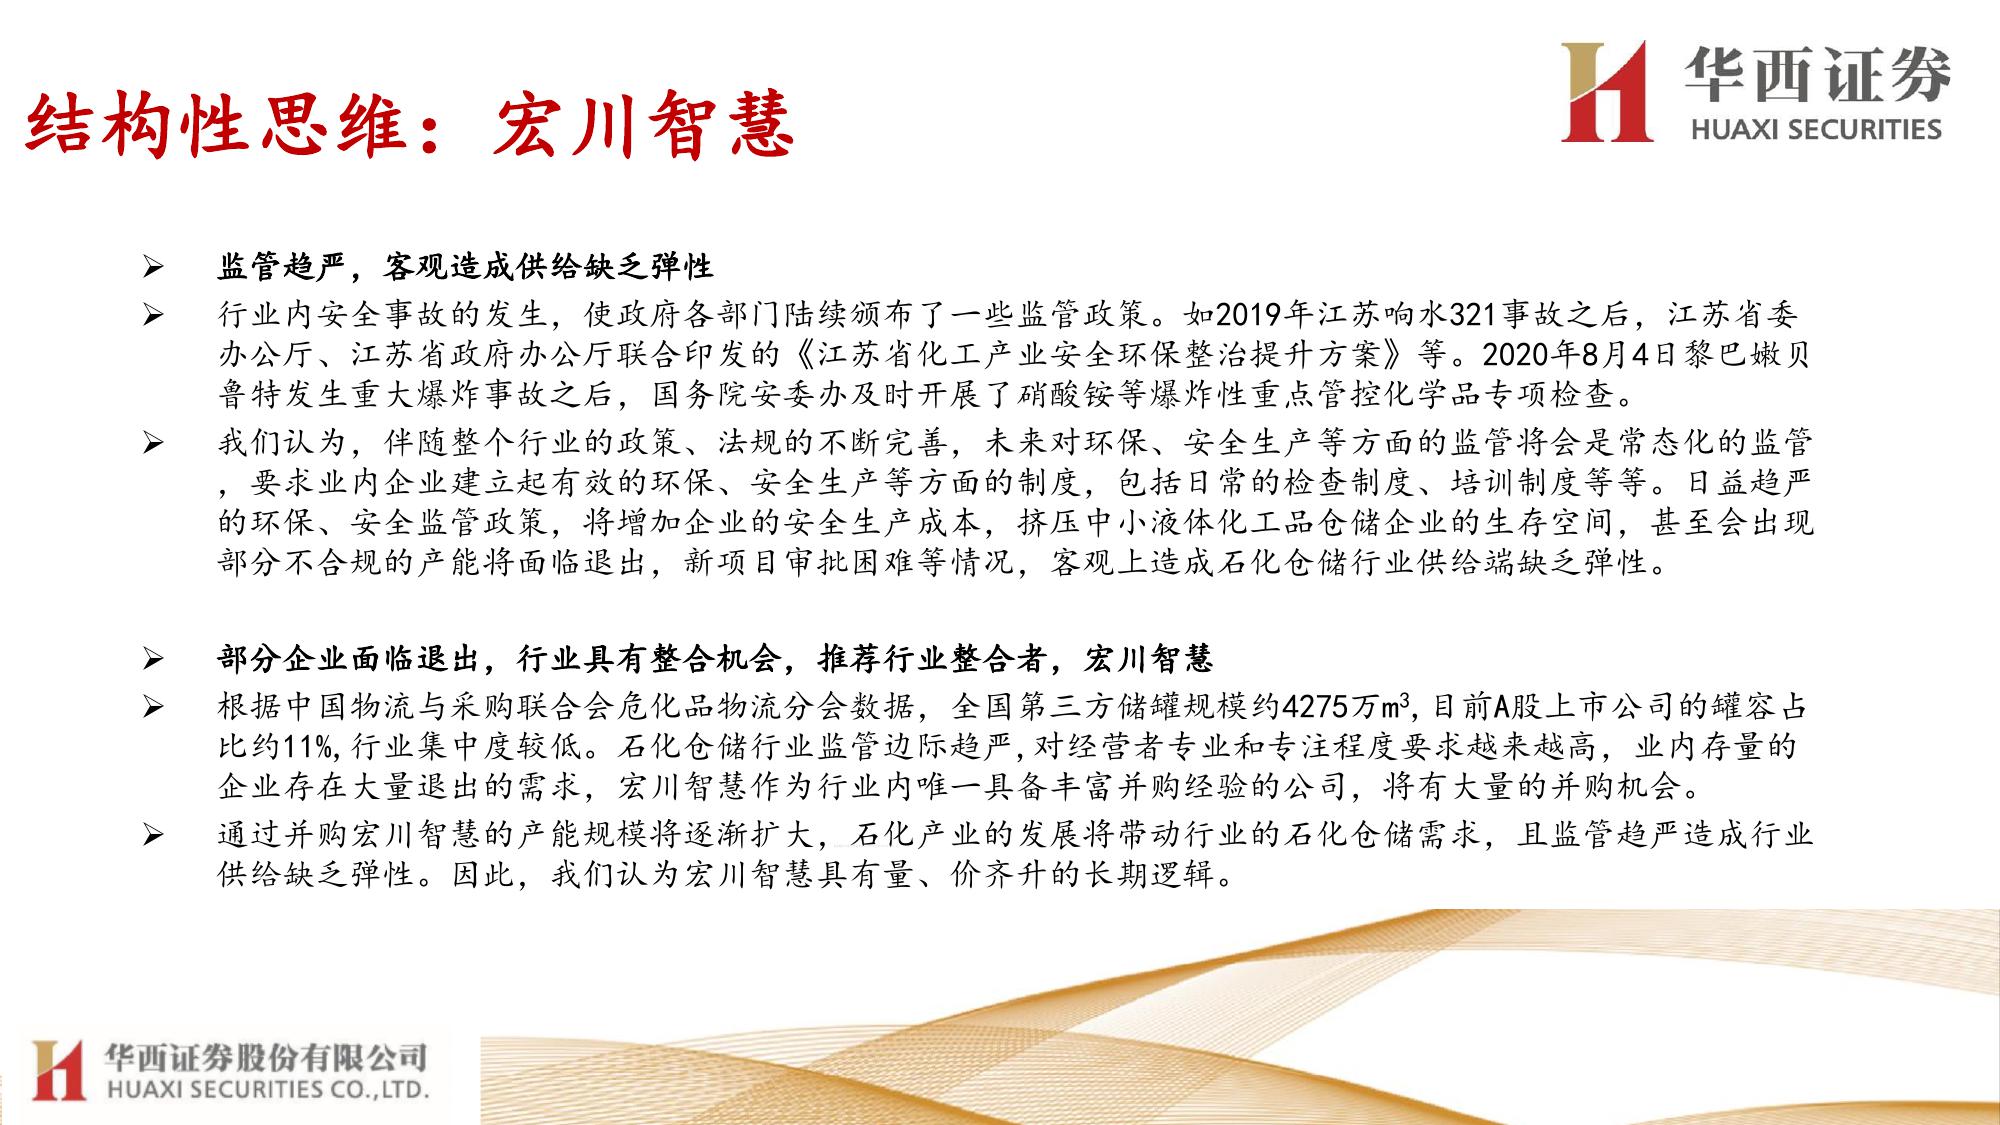 结构性思维：宏川智慧
华西证券
HUAXI SECURITIES
➢ 监管趋严，客观造成供给缺乏弹性
➢ 行业内安全事故的发生，使政府各部门陆续颁布了一些监管政策。如2019年江苏响水321事故之后，江苏省委
办公厅、江苏省政府办公厅联合印发的《江苏省化工产业安全环保整治提升方案》等。2020年8月4日黎巴嫩贝
鲁特发生重大爆炸事故之后，国务院安委办及时开展了硝酸铵等爆炸性重点管控化学品专项检查。
➢ 我们认为，伴随整个行业的政策、法规的不断完善，未来对环保、安全生产等方面的监管将会是常态化的监管
，要求业内企业建立起有效的环保、安全生产等方面的制度，包括日常的检查制度、培训制度等等。日益趋严
的环保、安全监管政策，将增加企业的安全生产成本，挤压中小液体化工品仓储企业的生存空间，甚至会出现
部分不合规的产能将面临退出，新项目审批困难等情况，客观上造成石化仓储行业供给端缺乏弹性。
➢ 部分企业面临退出，行业具有整合机会，推荐行业整合者，宏川智慧
➢ 根据中国物流与采购联合会危化品物流分会数据，全国第三方储罐规模约4275万m³,目前A股上市公司的罐容占
比约11%,行业集中度较低。石化仓储行业监管边际趋严,对经营者专业和专注程度要求越来越高，业内存量的
企业存在大量退出的需求，宏川智慧作为行业内唯一具备丰富并购经验的公司，将有大量的并购机会。
➢ 通过并购宏川智慧的产能规模将逐渐扩大，石化产业的发展将带动行业的石化仓储需求，且监管趋严造成行业
供给缺乏弹性。因此，我们认为宏川智慧具有量、价齐升的长期逻辑。
华西证券股份有限公司
HUAXI SECURITIES CO.,LTD.